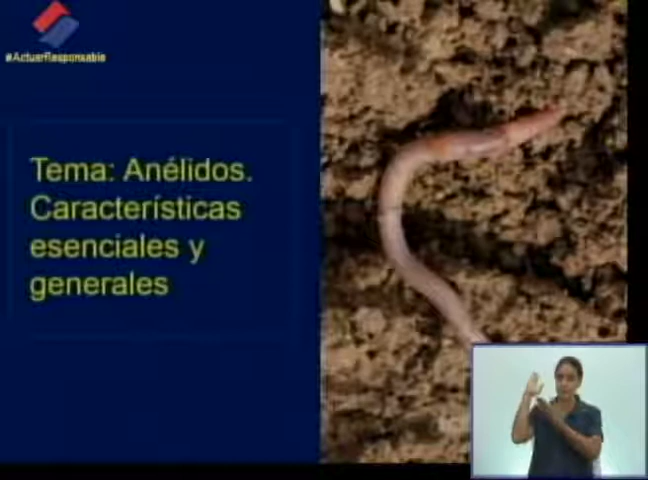 #ActuarResponsable
Tema: Anélidos.
Características
esenciales y
generales